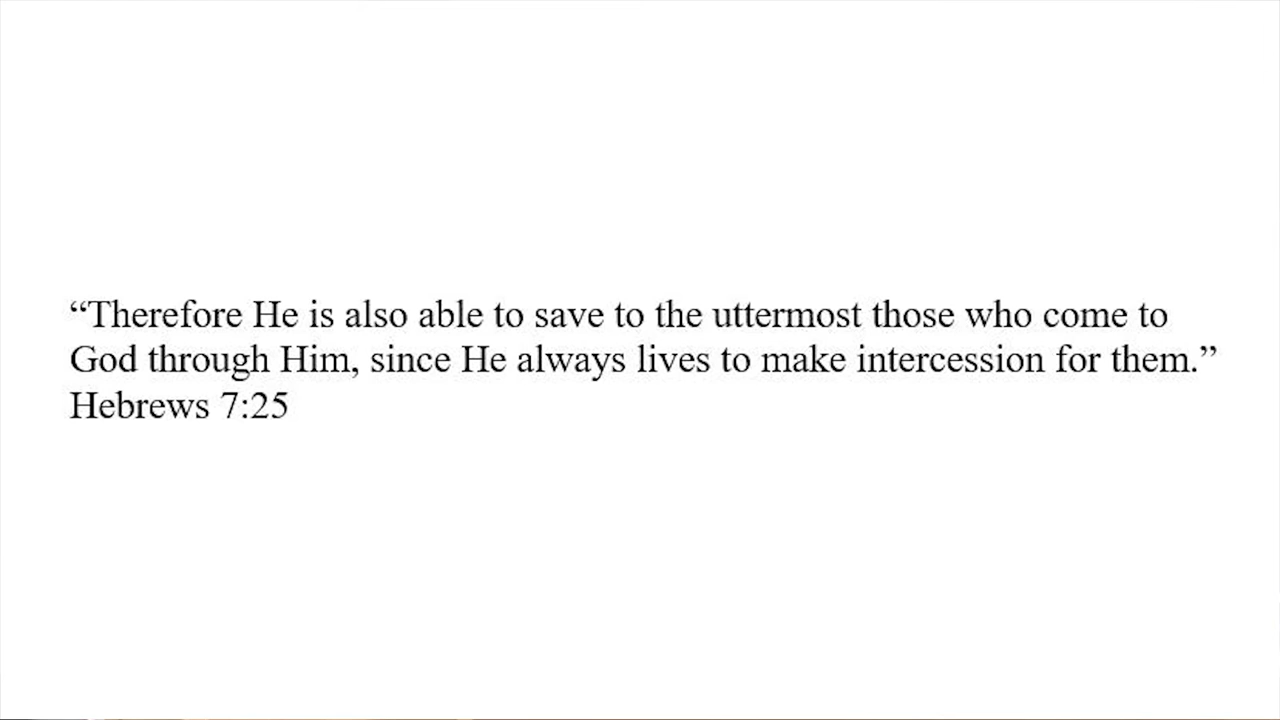 “Therefore He is also able to save to the uttermost those who come to
God through Him, since He always lives to make intercession for them.”
Hebrews 7:25